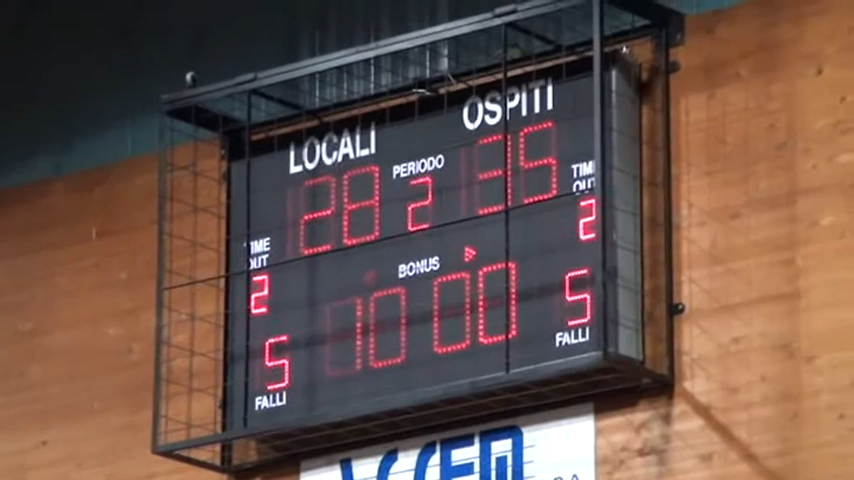 LOCALI OSPITI
28 PERIODO 35
2
TIME OUT
2
TIME OUT
2
BONUS
10 00
5
FALLI
5
FALLI